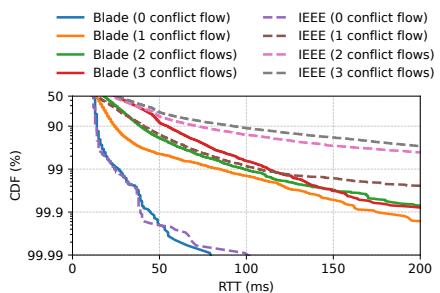 Blade (0 conflict flow)
Blade (1 conflict flow)
Blade (2 conflict flows)
Blade (3 conflict flows)
IEEE (0 conflict flow)
IEEE (1 conflict flow)
IEEE (2 conflict flows)
IEEE (3 conflict flows)
CDF (%)
50
90
99
99.9
99.99
0
50
100
150
200
RTT (ms)